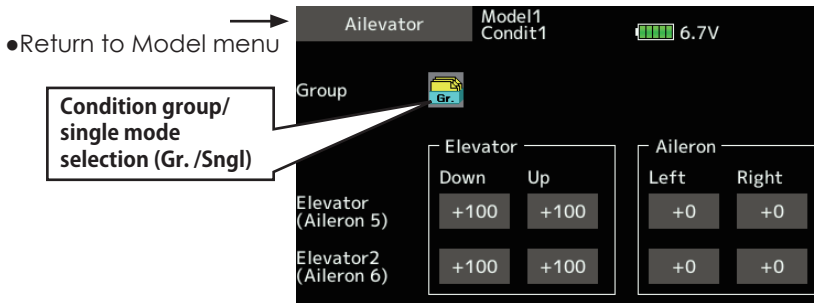 Ailevator
Model1
Condit1
6.7V
●Return to Model menu
Group
Gr.
Condition group/
single mode
selection (Gr. /Sngl)
Elevator
Aileron
Down Up Left Right
Elevator
(Aileron 5)
+100 +100 +0 +0
Elevator2
(Aileron 6)
+100 +100 +0 +0